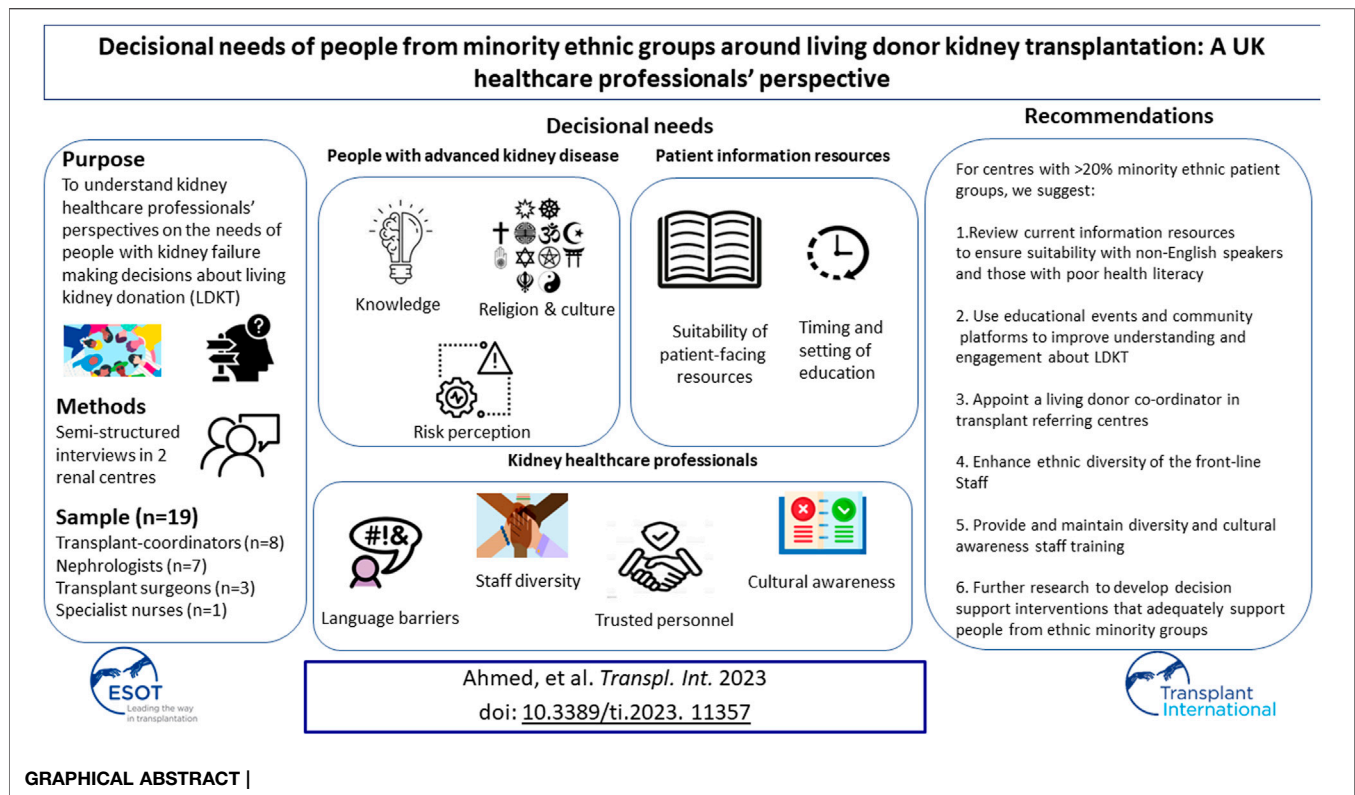 Decisional needs of people from minority ethnic groups around living donor kidney transplantation: A UK
healthcare professionals' perspective
Purpose
To understand kidney
healthcare professionals'
perspectives on the needs of
people with kidney failure
making decisions about living
kidney donation (LDKT)
?
Methods
Semi-structured
interviews in 2
renal centres
Sample (n=19)
Transplant-coordinators (n=8)
Nephrologists (n=7)
Transplant surgeons (n=3)
Specialist nurses (n=1)
Decisional needs
People with advanced kidney disease
Knowledge
Religion & culture
Risk perception
Patient information resources
Suitability of
patient-facing
resources
Timing and
setting of
education
Kidney healthcare professionals
#!&
Language barriers
Staff diversity
Trusted personnel
Cultural awareness
Recommendations
For centres with >20% minority ethnic patient
groups, we suggest:
1.Review current information resources
to ensure suitability with non-English speakers
and those with poor health literacy
2. Use educational events and community
platforms to improve understanding and
engagement about LDKT
3. Appoint a living donor co-ordinator in
transplant referring centres
4. Enhance ethnic diversity of the front-line
Staff
5. Provide and maintain diversity and cultural
awareness staff training
6. Further research to develop decision
support interventions that adequately support
people from ethnic minority groups
ESOT
Leading the way
in transplantation
Ahmed, et al. Transpl. Int. 2023
doi: 10.3389/ti.2023. 11357
Transplant
International
GRAPHICAL ABSTRACT |